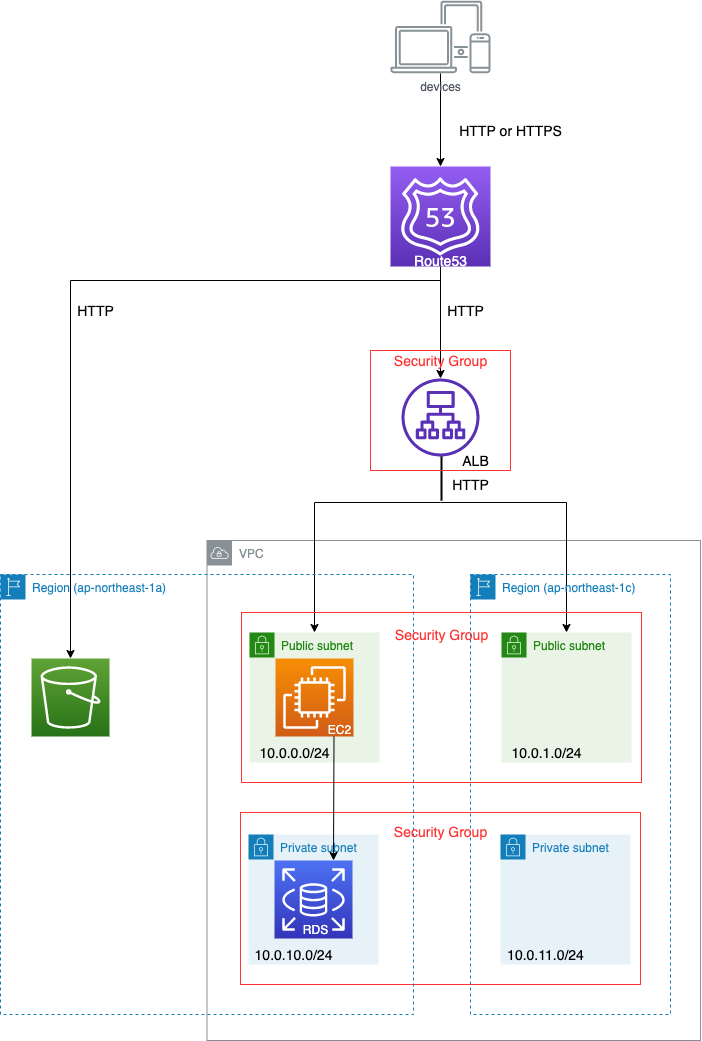 devices
HTTP or HTTPS
53
Route53
HTTP
HTTP
Security Group
ALB
HTTP
VPC
Region (ap-northeast-1a)
Region (ap-northeast-1c)
Security Group
Public subnet
Public subnet
EC2
10.0.0.0/24
10.0.1.0/24
Security Group
Private subnet
Private subnet
RDS
10.0.10.0/24
10.0.11.0/24